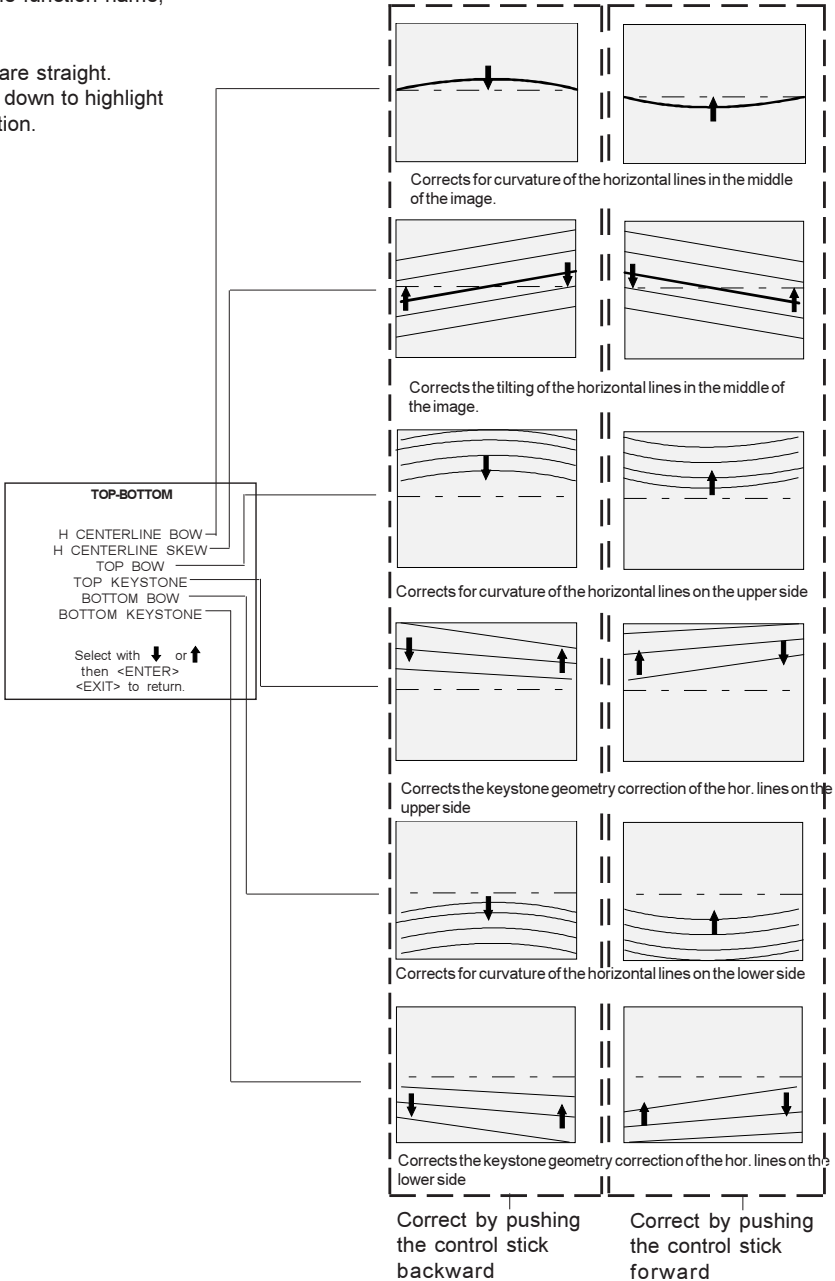 are straight.
down to highlight
Corrects for curvature of the horizontal lines in the middle
of the image.
Corrects the tilting of the horizontal lines in the middle of
the image.
TOP-BOTTOM
H CENTERLINE BOW
H CENTERLINE SKEW
TOP BOW
TOP KEYSTONE
BOTTOM BOW
BOTTOM KEYSTONE
Select with ⬇ or ⬆
then <ENTER>
<EXIT> to return.
Corrects for curvature of the horizontal lines on the upper side
Corrects the keystone geometry correction of the hor. lines on the
upper side
Corrects for curvature of the horizontal lines on the lower side
Corrects the keystone geometry correction of the hor. lines on the
lower side
Correct by pushing
the control stick
backward
Correct by pushing
the control stick
forward